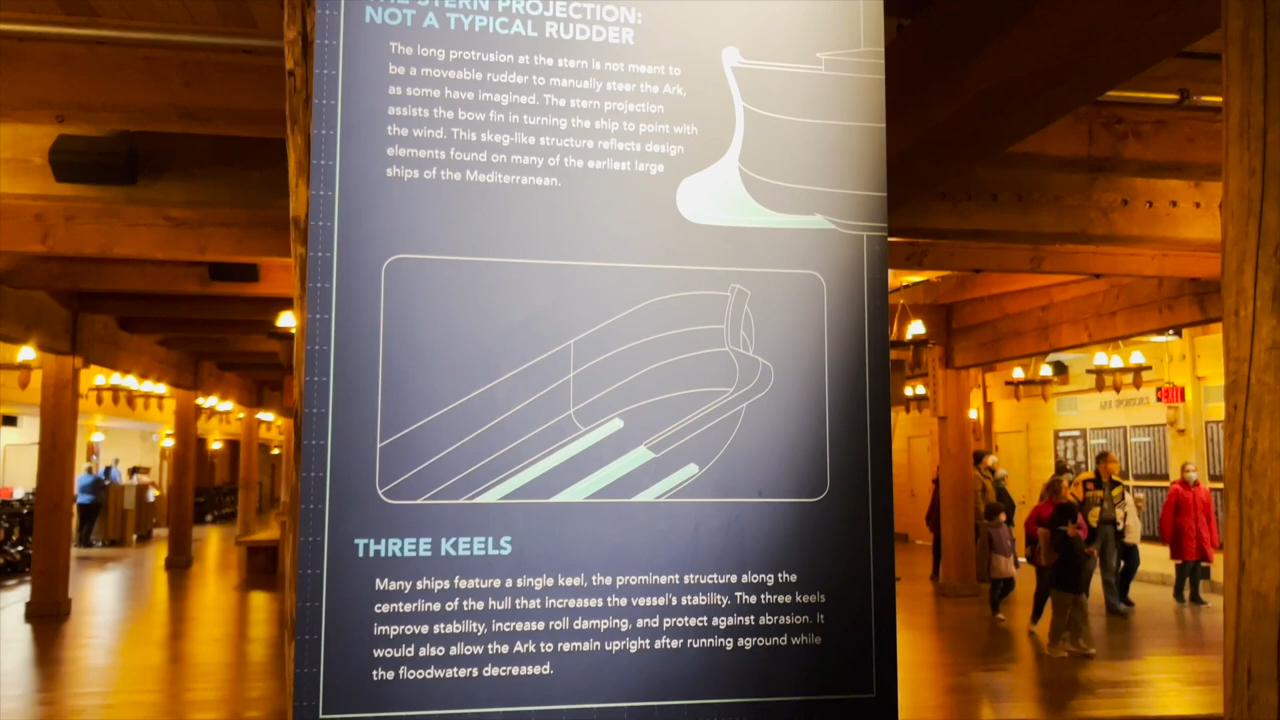 THE STERN PROJECTION:
NOT A TYPICAL RUDDER
The long protrusion at the stern is not meant to
be a moveable rudder to manually steer the Ark,
as some have imagined. The stern projection
assists the bow fin in turning the ship to point with
the wind. This skeg-like structure reflects design
elements found on many of the earliest large
ships of the Mediterranean.
THREE KEELS
Many ships feature a single keel, the prominent structure along the
centerline of the hull that increases the vessel's stability. The three keels
improve stability, increase roll damping, and protect against abrasion. It
would also allow the Ark to remain upright after running aground while
the floodwaters decreased.
EXIT